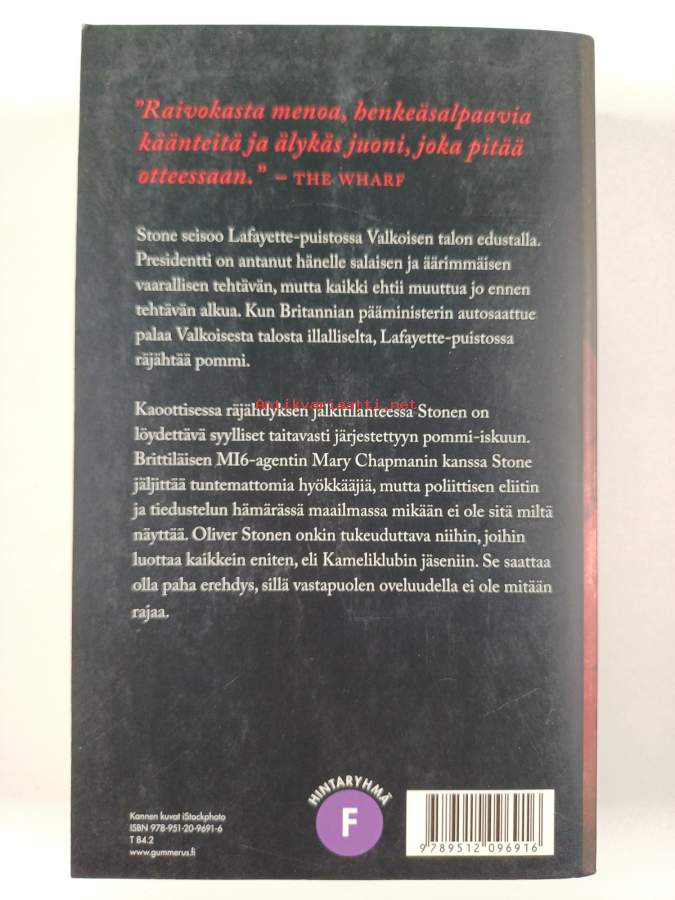 "Raivokasta menoa, henkeäsalpaavia
käänteitä ja älykäs juoni, joka pitää
otteessaan." – THE WHARF
Stone seisoo Lafayette-puistossa Valkoisen talon edustalla.
Presidentti on antanut hänelle salaisen ja äärimmäisen
vaarallisen tehtävän, mutta kaikki ehtii muuttua jo ennen
tehtävän alkua. Kun Britannian pääministerin autosaattue
palaa Valkoisesta talosta illalliselta, Lafayette-puistossa
räjähtää pommi.
Antikvariaatti.net
Kaoottisessa räjähdyksen jälkitilanteessa Stonen on
löydettävä syylliset taitavasti järjestettyyn pommi-iskuun.
Brittiläisen MI6-agentin Mary Chapmanin kanssa Stone
jäljittää tuntemattomia hyökkääjiä, mutta poliittisen eliitin
ja tiedustelun hämärässä maailmassa mikään ei ole sitä miltä
näyttää. Oliver Stonen onkin tukeuduttava niihin, joihin
luottaa kaikkein eniten, eli Kameliklubin jäseniin. Se saattaa
olla paha erehdys, sillä vastapuolen oveluudella ei ole mitään
rajaa.
Kannen kuvat iStockphoto
ISBN 978-951-20-9691-6
T 84.2
www.gummerus.fi
HINTARYHMÄ
F
9 789512 096916